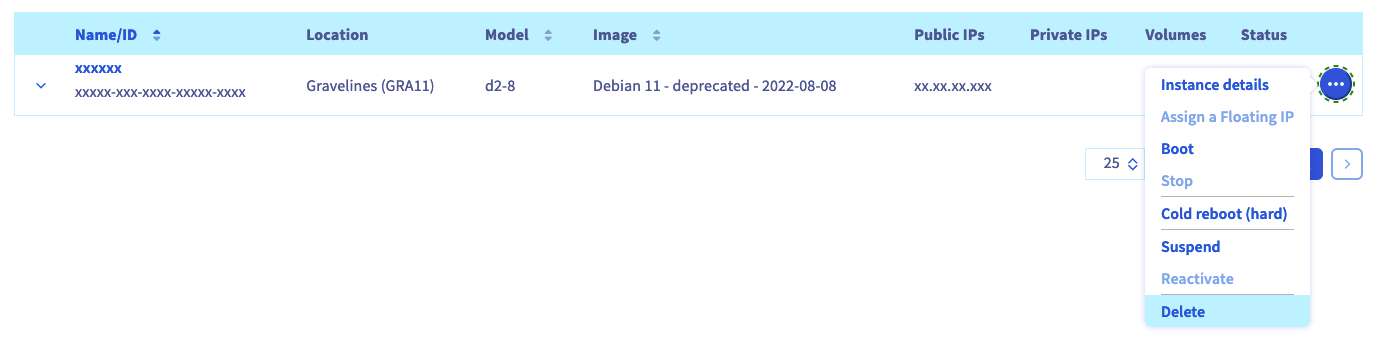 Name/ID Location Model Image Public IPs Private IPs Volumes Status
xxxxxx
xxxxx-xxx-xxxx-xxxxx-xxxx Gravelines (GRA11) d2-8 Debian 11 - deprecated - 2022-08-08 xx.xx.xx.xxx
Instance details
Assign a Floating IP
Boot
25
Stop
Cold reboot (hard)
Suspend
Reactivate
Delete